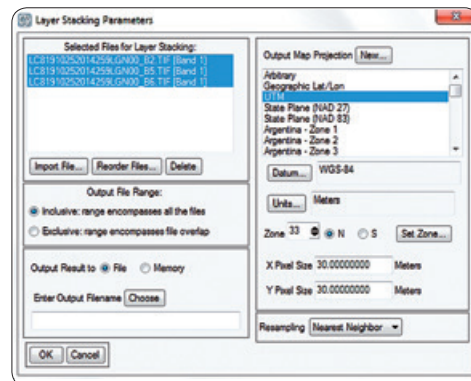 Layer Stacking Parameters
Selected Files for Layer Stacking:
LC81910252014259LGN00_B2.TIF [Band 1]
LC81910252014259LGN00_B5.TIF [Band 1]
LC81910252014259LGN00_B6.TIF [Band 1]
Import File... Reorder Files... Delete
Output File Range:
Inclusive: range encompasses all the files
Exclusive: range encompasses file overlap
Output Result to File Memory
Enter Output Filename Choose
OK Cancel
Output Map Projection New...
Arbitrary
Geographic Lat/Lon
UTM
State Plane (NAD 27)
State Plane (NAD 83)
Argentina - Zone 1
Argentina - Zone 2
Argentina - Zone 3
Datum... WGS-84
Units... Meters
Zone 33 N S Set Zone...
X Pixel Size 30.00000000 Meters
Y Pixel Size 30.00000000 Meters
Resampling Nearest Neighbor